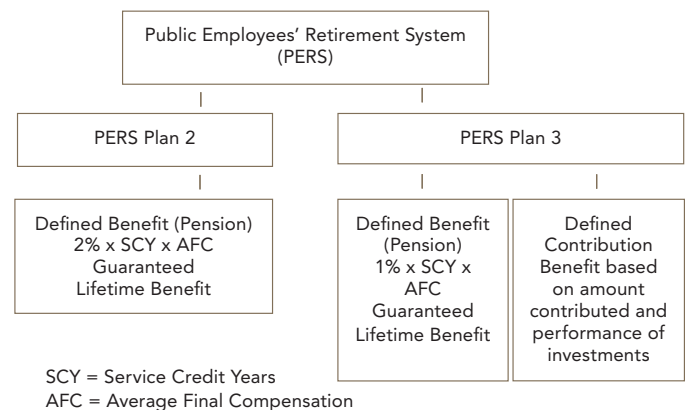 Public Employees’ Retirement System
(PERS)
PERS Plan 2
PERS Plan 3
Defined Benefit (Pension)
2% x SCY x AFC
Guaranteed
Lifetime Benefit
Defined Benefit
(Pension)
1% x SCY x
AFC
Guaranteed
Lifetime Benefit
Defined
Contribution
Benefit based
on amount
contributed and
performance of
investments
SCY = Service Credit Years
AFC = Average Final Compensation